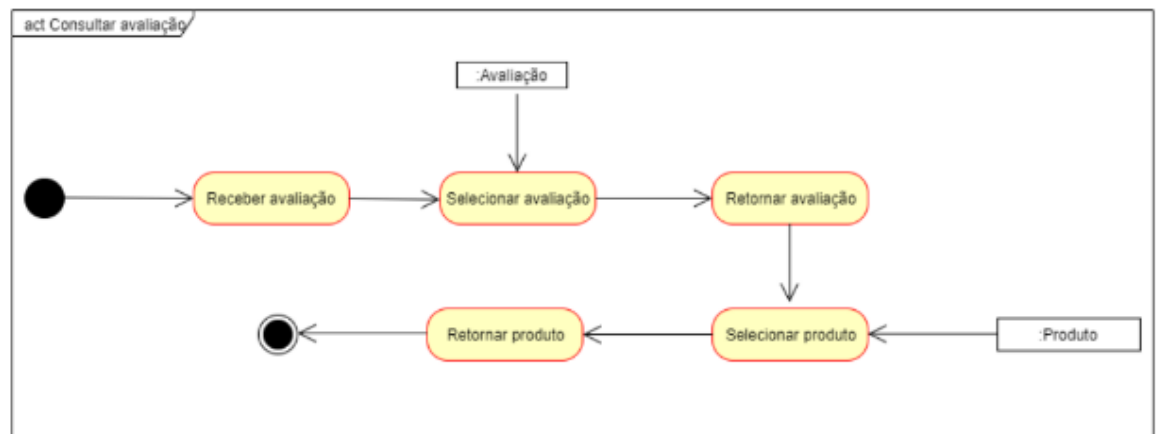 act Consultar avaliação
:Avaliação
Receber avaliação
Selecionar avaliação
Retornar avaliação
Retornar produto
Selecionar produto
:Produto